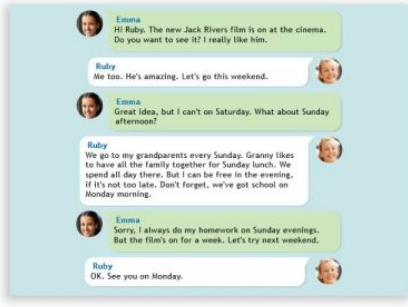 Emma
Hi Ruby. The new Jack Rivers film is on at the cinema.
Do you want to see it? I really like him.
Ruby
Me too. He's amazing. Let's go this weekend.
Emma
Great idea, but I can't on Saturday. What about Sunday
afternoon?
Ruby
We go to my grandparents every Sunday. Granny likes
to have all the family together for Sunday lunch. We
spend all day there. But I can be free in the evening,
if it's not too late. Don't forget, we've got school on
Monday morning.
Emma
Sorry, I always do my homework on Sunday evenings.
But the film's on for a week. Let's try next weekend.
Ruby
OK. See you on Monday.